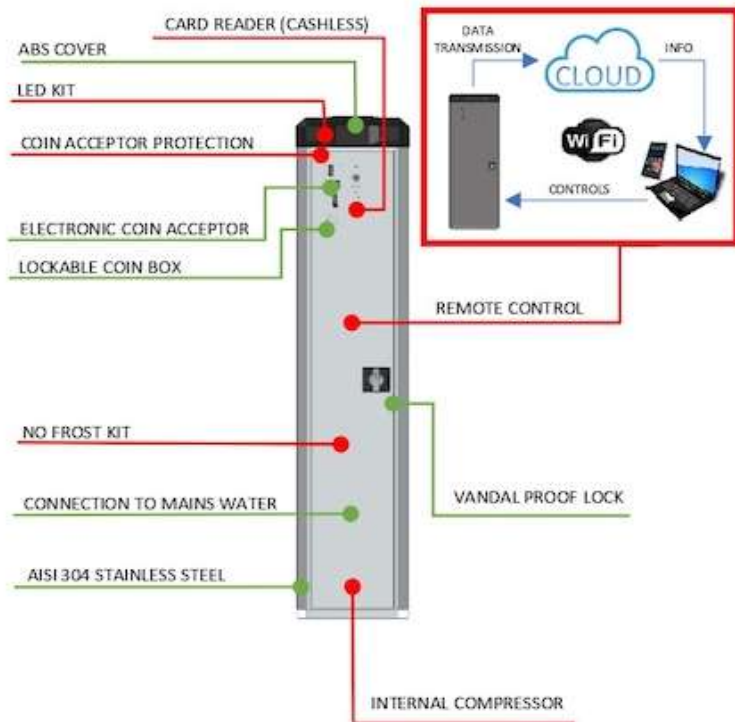 CARD READER (CASHLESS)
ABS COVER
LED KIT
COIN ACCEPTOR PROTECTION
ELECTRONIC COIN ACCEPTOR
LOCKABLE COIN BOX
NO FROST KIT
CONNECTION TO MAINS WATER
AISI 304 STAINLESS STEEL
DATA
TRANSMISSION
CLOUD
INFO
Wi Fi
CONTROLS
REMOTE CONTROL
VANDAL PROOF LOCK
INTERNAL COMPRESSOR